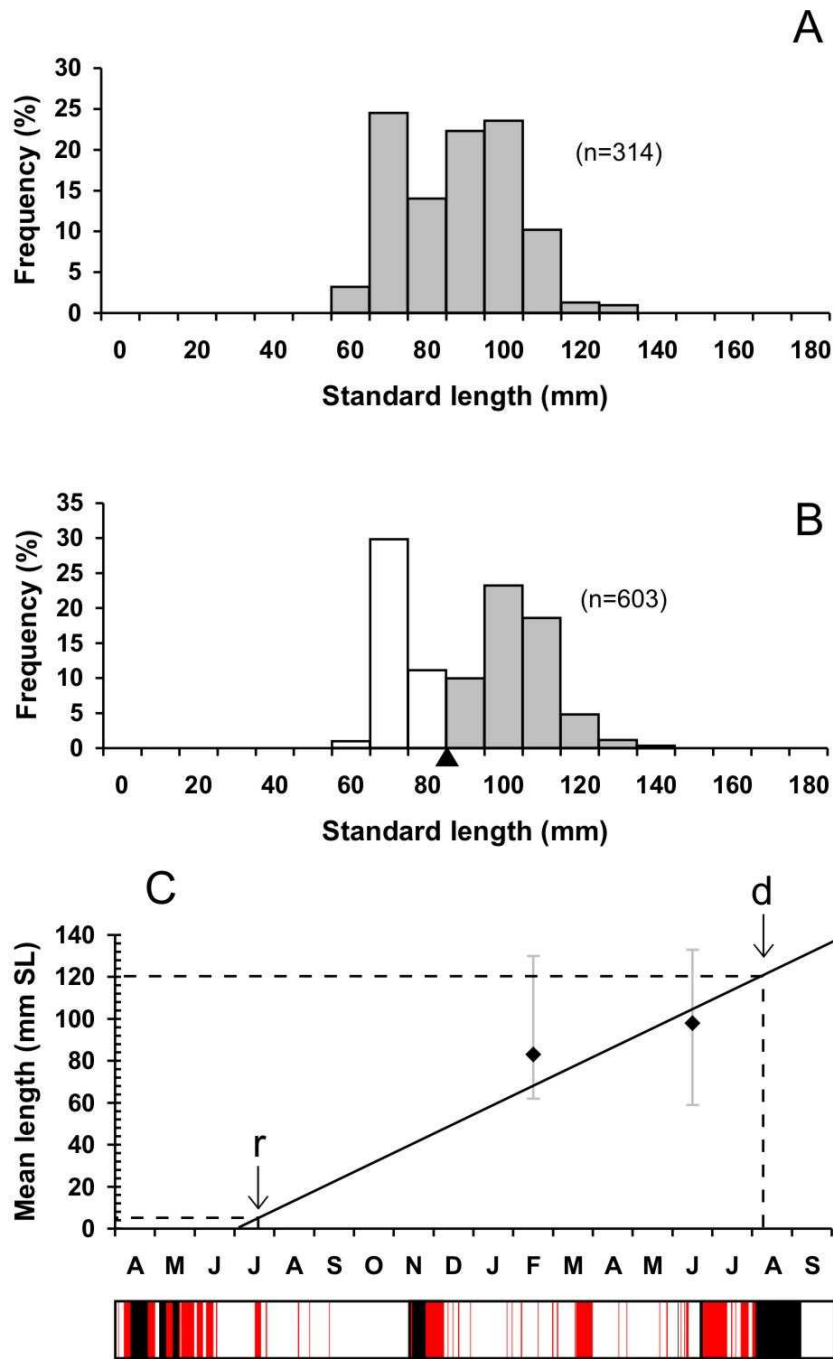 A
30
25
20
15
10
5
0
Frequency (%)
(n=314)
0 20 40 60 80 100 120 140 160 180
Standard length (mm)
B
35
30
25
20
15
10
5
0
Frequency (%)
(n=603)
0 20 40 60 80 100 120 140 160 180
Standard length (mm)
C
d
140
120
100
80
60
40
20
0
Mean length (mm SL)
r
A M J J A S O N D J F M A M J J A S